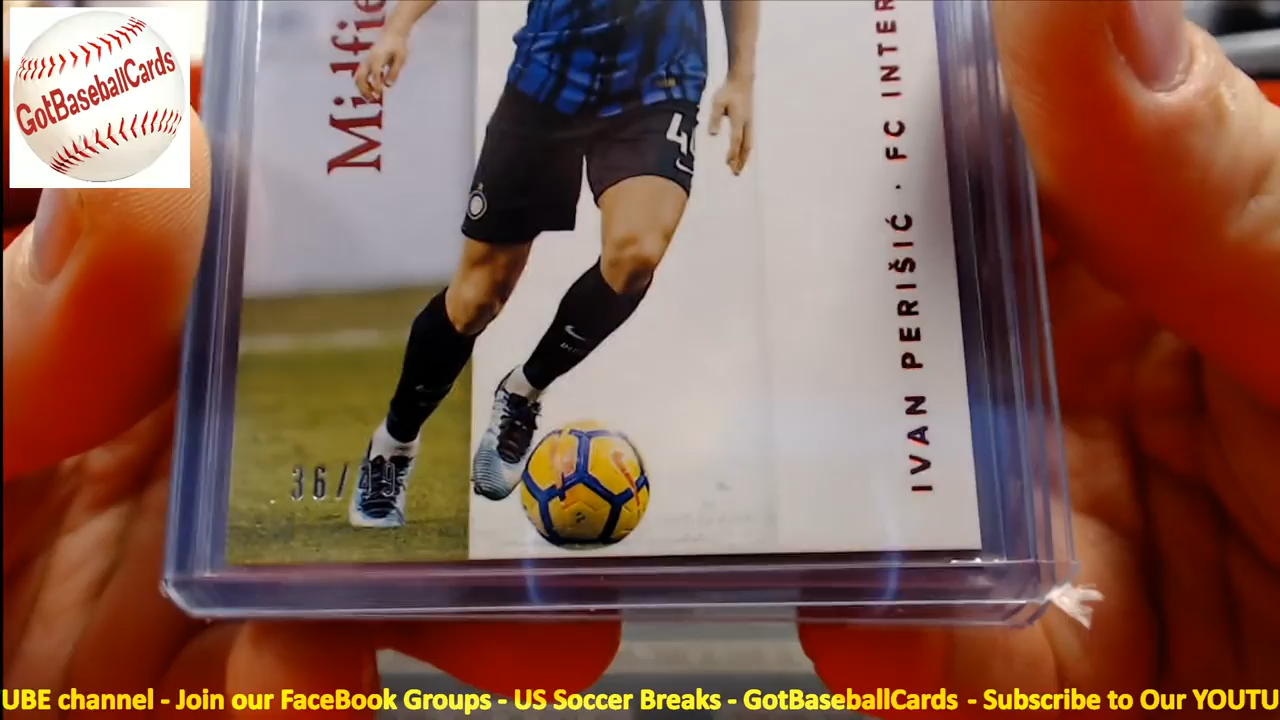 GotBaseballCards
IVAN PERIŠIĆ · FC INTER
36/49
UBE channel - Join our FaceBook Groups - US Soccer Breaks - GotBaseballCards - Subscribe to Our YOUTU